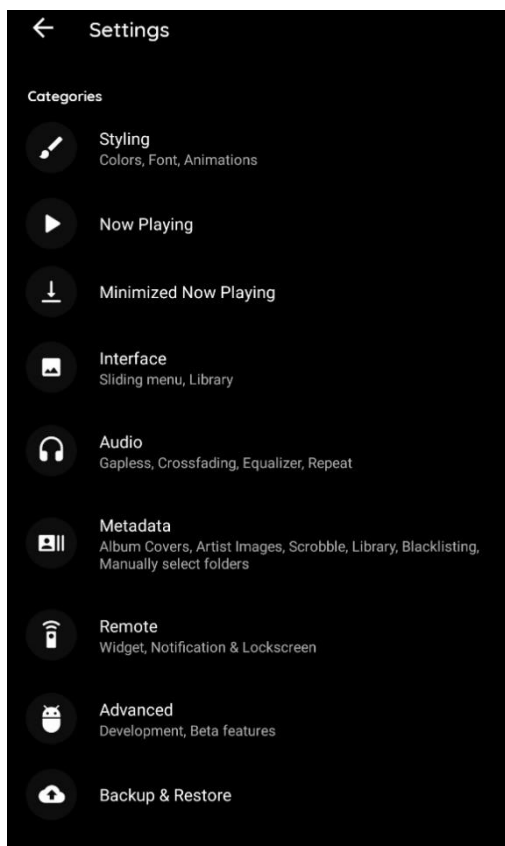 Settings
Categories
Styling
Colors, Font, Animations
Now Playing
Minimized Now Playing
Interface
Sliding menu, Library
Audio
Gapless, Crossfading, Equalizer, Repeat
Metadata
Album Covers, Artist Images, Scrobble, Library, Blacklisting,
Manually select folders
Remote
Widget, Notification & Lockscreen
Advanced
Development, Beta features
Backup & Restore